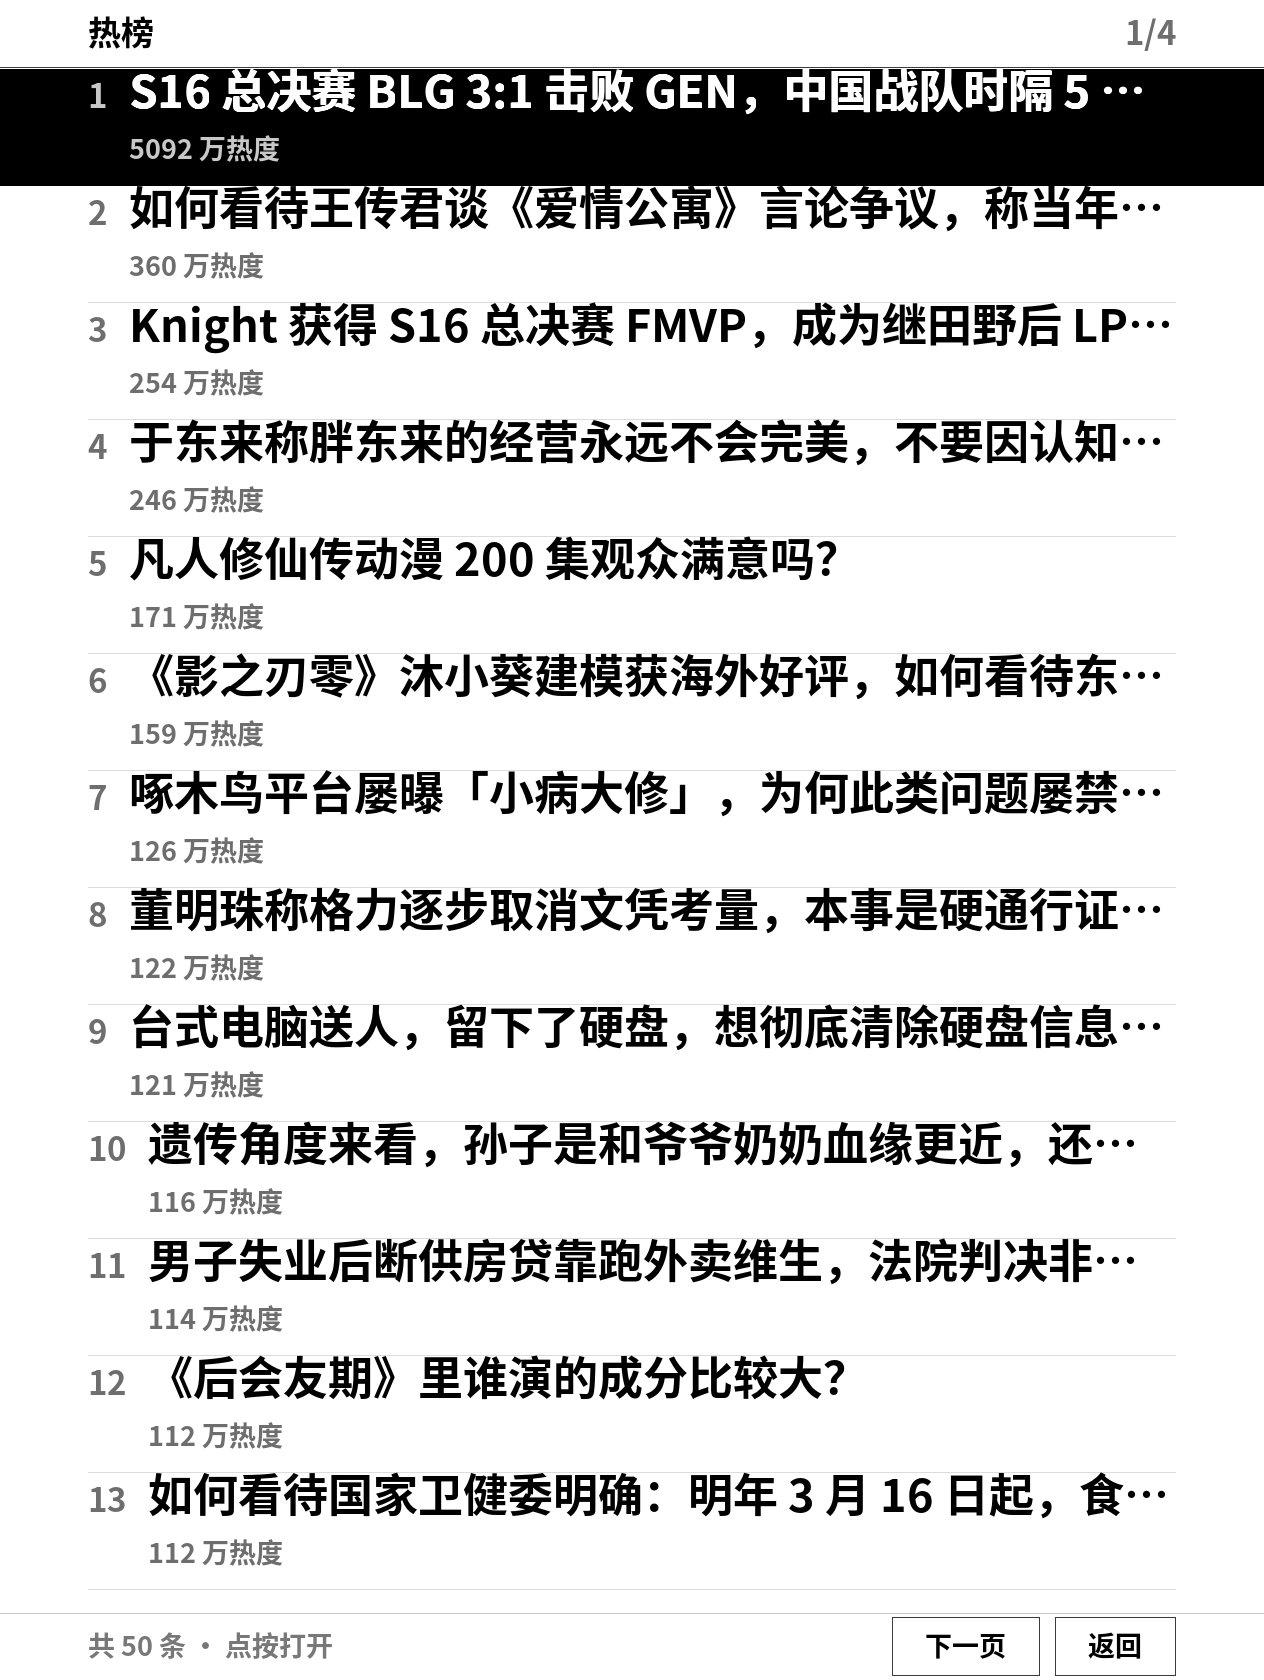 热榜
1/4
1 S16 总决赛 BLG 3:1 击败 GEN，中国战队时隔 5 …
5092 万热度
2 如何看待王传君谈《爱情公寓》言论争议，称当年…
360 万热度
3 Knight 获得 S16 总决赛 FMVP，成为继田野后 LP…
254 万热度
4 于东来称胖东来的经营永远不会完美，不要因认知…
246 万热度
5 凡人修仙传动漫 200 集观众满意吗？
171 万热度
6 《影之刃零》沐小葵建模获海外好评，如何看待东…
159 万热度
7 啄木鸟平台屡曝「小病大修」，为何此类问题屡禁…
126 万热度
8 董明珠称格力逐步取消文凭考量，本事是硬通行证…
122 万热度
9 台式电脑送人，留下了硬盘，想彻底清除硬盘信息…
121 万热度
10 遗传角度来看，孙子是和爷爷奶奶血缘更近，还…
116 万热度
11 男子失业后断供房贷靠跑外卖维生，法院判决非…
114 万热度
12 《后会友期》里谁演的成分比较大？
112 万热度
13 如何看待国家卫健委明确：明年 3 月 16 日起，食…
112 万热度
共 50 条 · 点按打开
下一页
返回